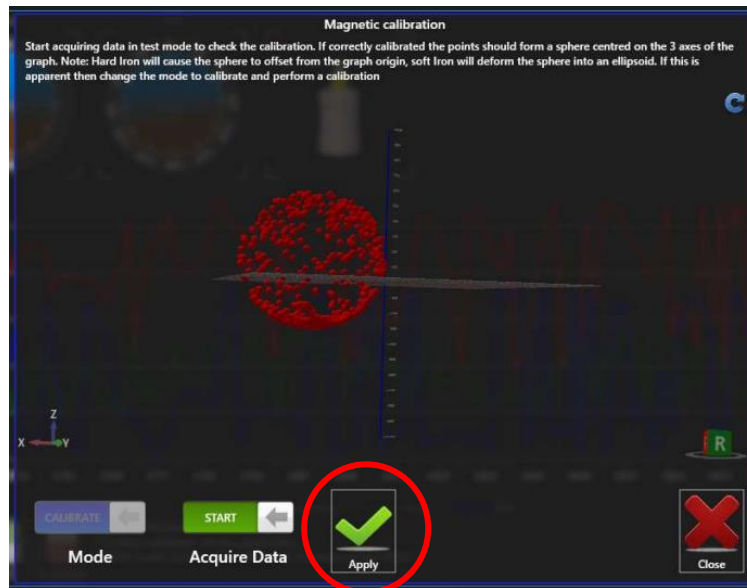 Magnetic calibration
Start acquiring data in test mode to check the calibration. If correctly calibrated the points should form a sphere centred on the 3 axes of the
graph. Note: Hard Iron will cause the sphere to offset from the graph origin, soft Iron will deform the sphere into an ellipsoid. If this is
apparent then change the mode to calibrate and perform a calibration
Z
X Y
R
CALIBRATE START
Mode Acquire Data Apply Close